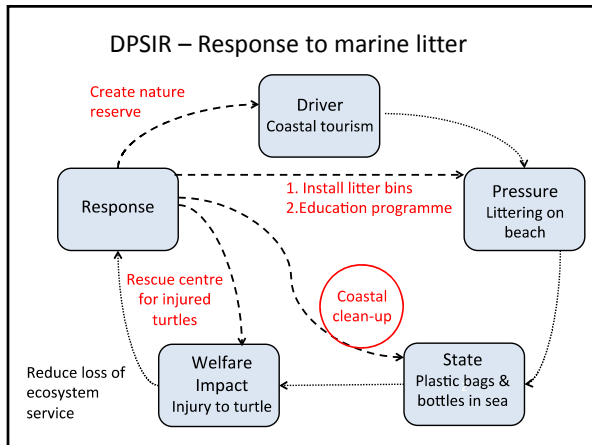 DPSIR – Response to marine litter
Create nature
reserve
Driver
Coastal tourism
Response
1. Install litter bins
2.Education programme
Pressure
Littering on
beach
Rescue centre
for injured
turtles
Coastal
clean-up
Reduce loss of
ecosystem
service
Welfare
Impact
Injury to turtle
State
Plastic bags &
bottles in sea